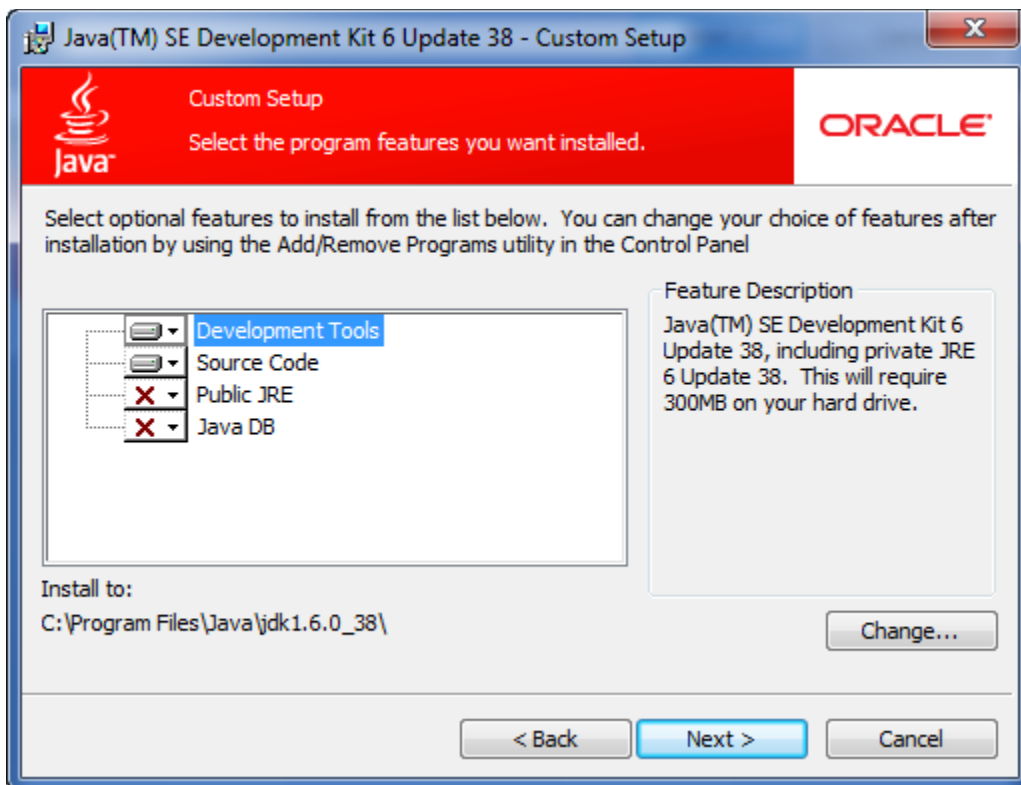 Java(TM) SE Development Kit 6 Update 38 - Custom Setup
Custom Setup
Select the program features you want installed.
Java™
ORACLE®
Select optional features to install from the list below.  You can change your choice of features after
installation by using the Add/Remove Programs utility in the Control Panel
Development Tools
Source Code
Public JRE
Java DB
Feature Description
Java(TM) SE Development Kit 6
Update 38, including private JRE
6 Update 38.  This will require
300MB on your hard drive.
Install to:
C:\Program Files\Java\jdk1.6.0_38\
Change...
< Back
Next >
Cancel